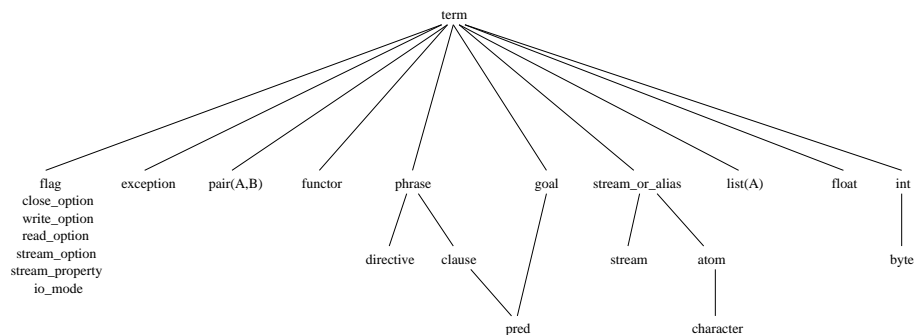 term
flag exception pair(A,B) functor phrase goal stream_or_alias list(A) float int
close_option
write_option
read_option
stream_option directive clause stream atom byte
stream_property
io_mode
pred character